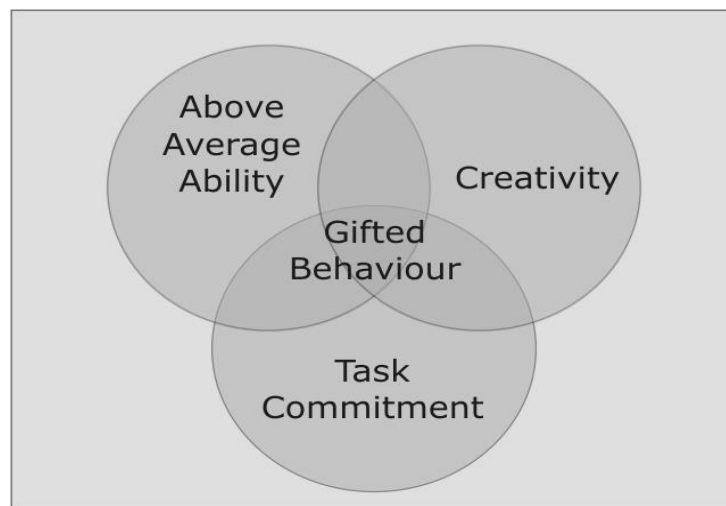 Above
Average
Ability
Creativity
Gifted
Behaviour
Task
Commitment